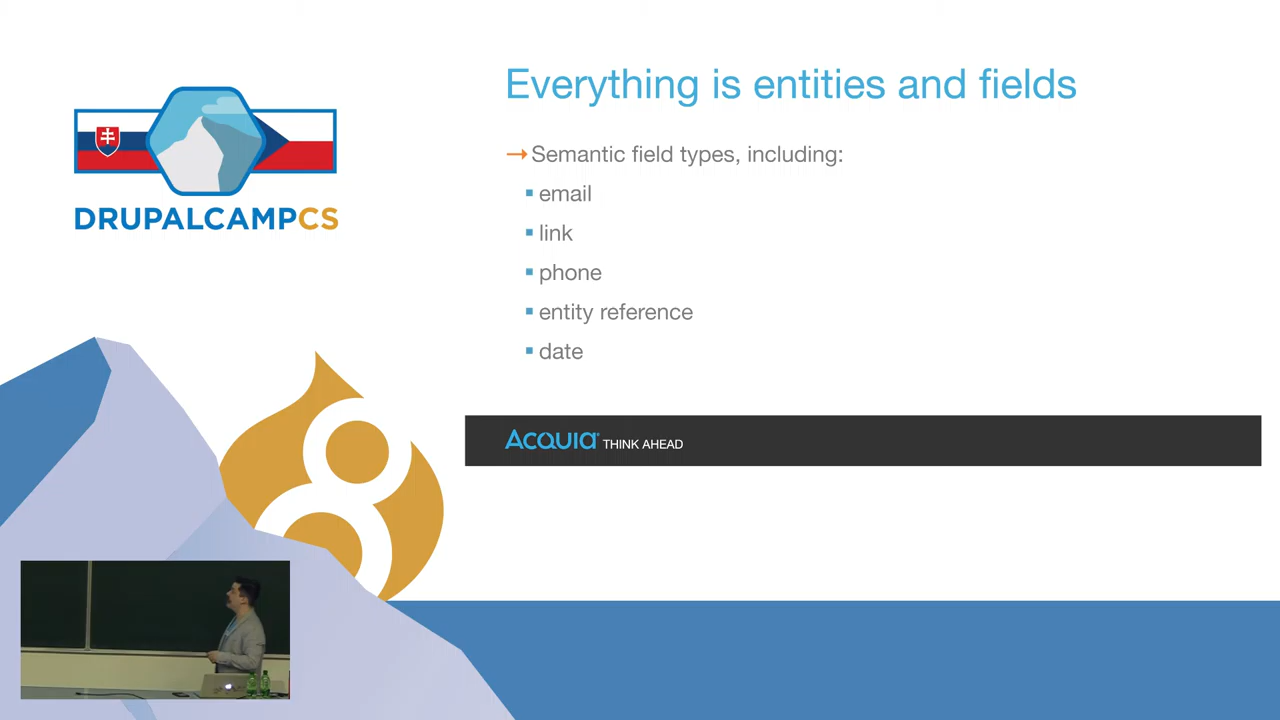 DRUPALCAMPCS
Everything is entities and fields
→ Semantic field types, including:
▪ email
▪ link
▪ phone
▪ entity reference
▪ date
ACQUIA THINK AHEAD
8